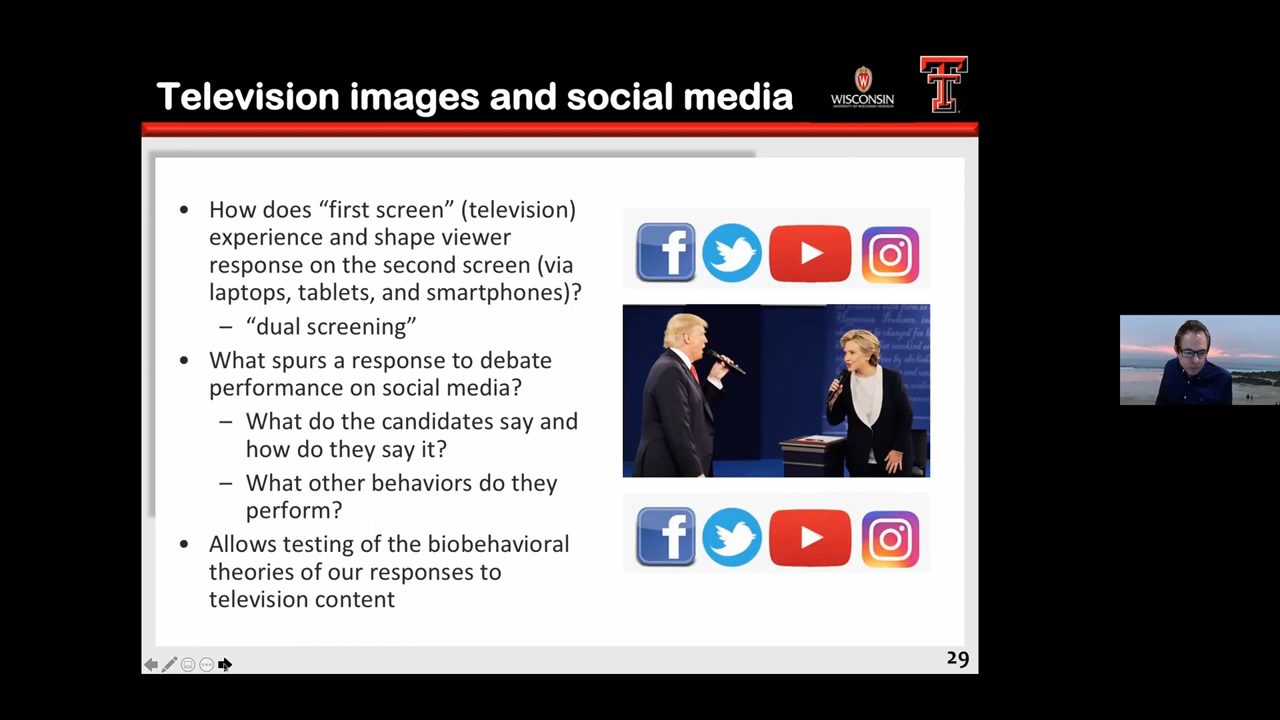 Television images and social media
WISCONSIN
• How does “first screen” (television)
experience and shape viewer
response on the second screen (via
laptops, tablets, and smartphones)?
– “dual screening”
• What spurs a response to debate
performance on social media?
– What do the candidates say and
how do they say it?
– What other behaviors do they
perform?
• Allows testing of the biobehavioral
theories of our responses to
television content
29